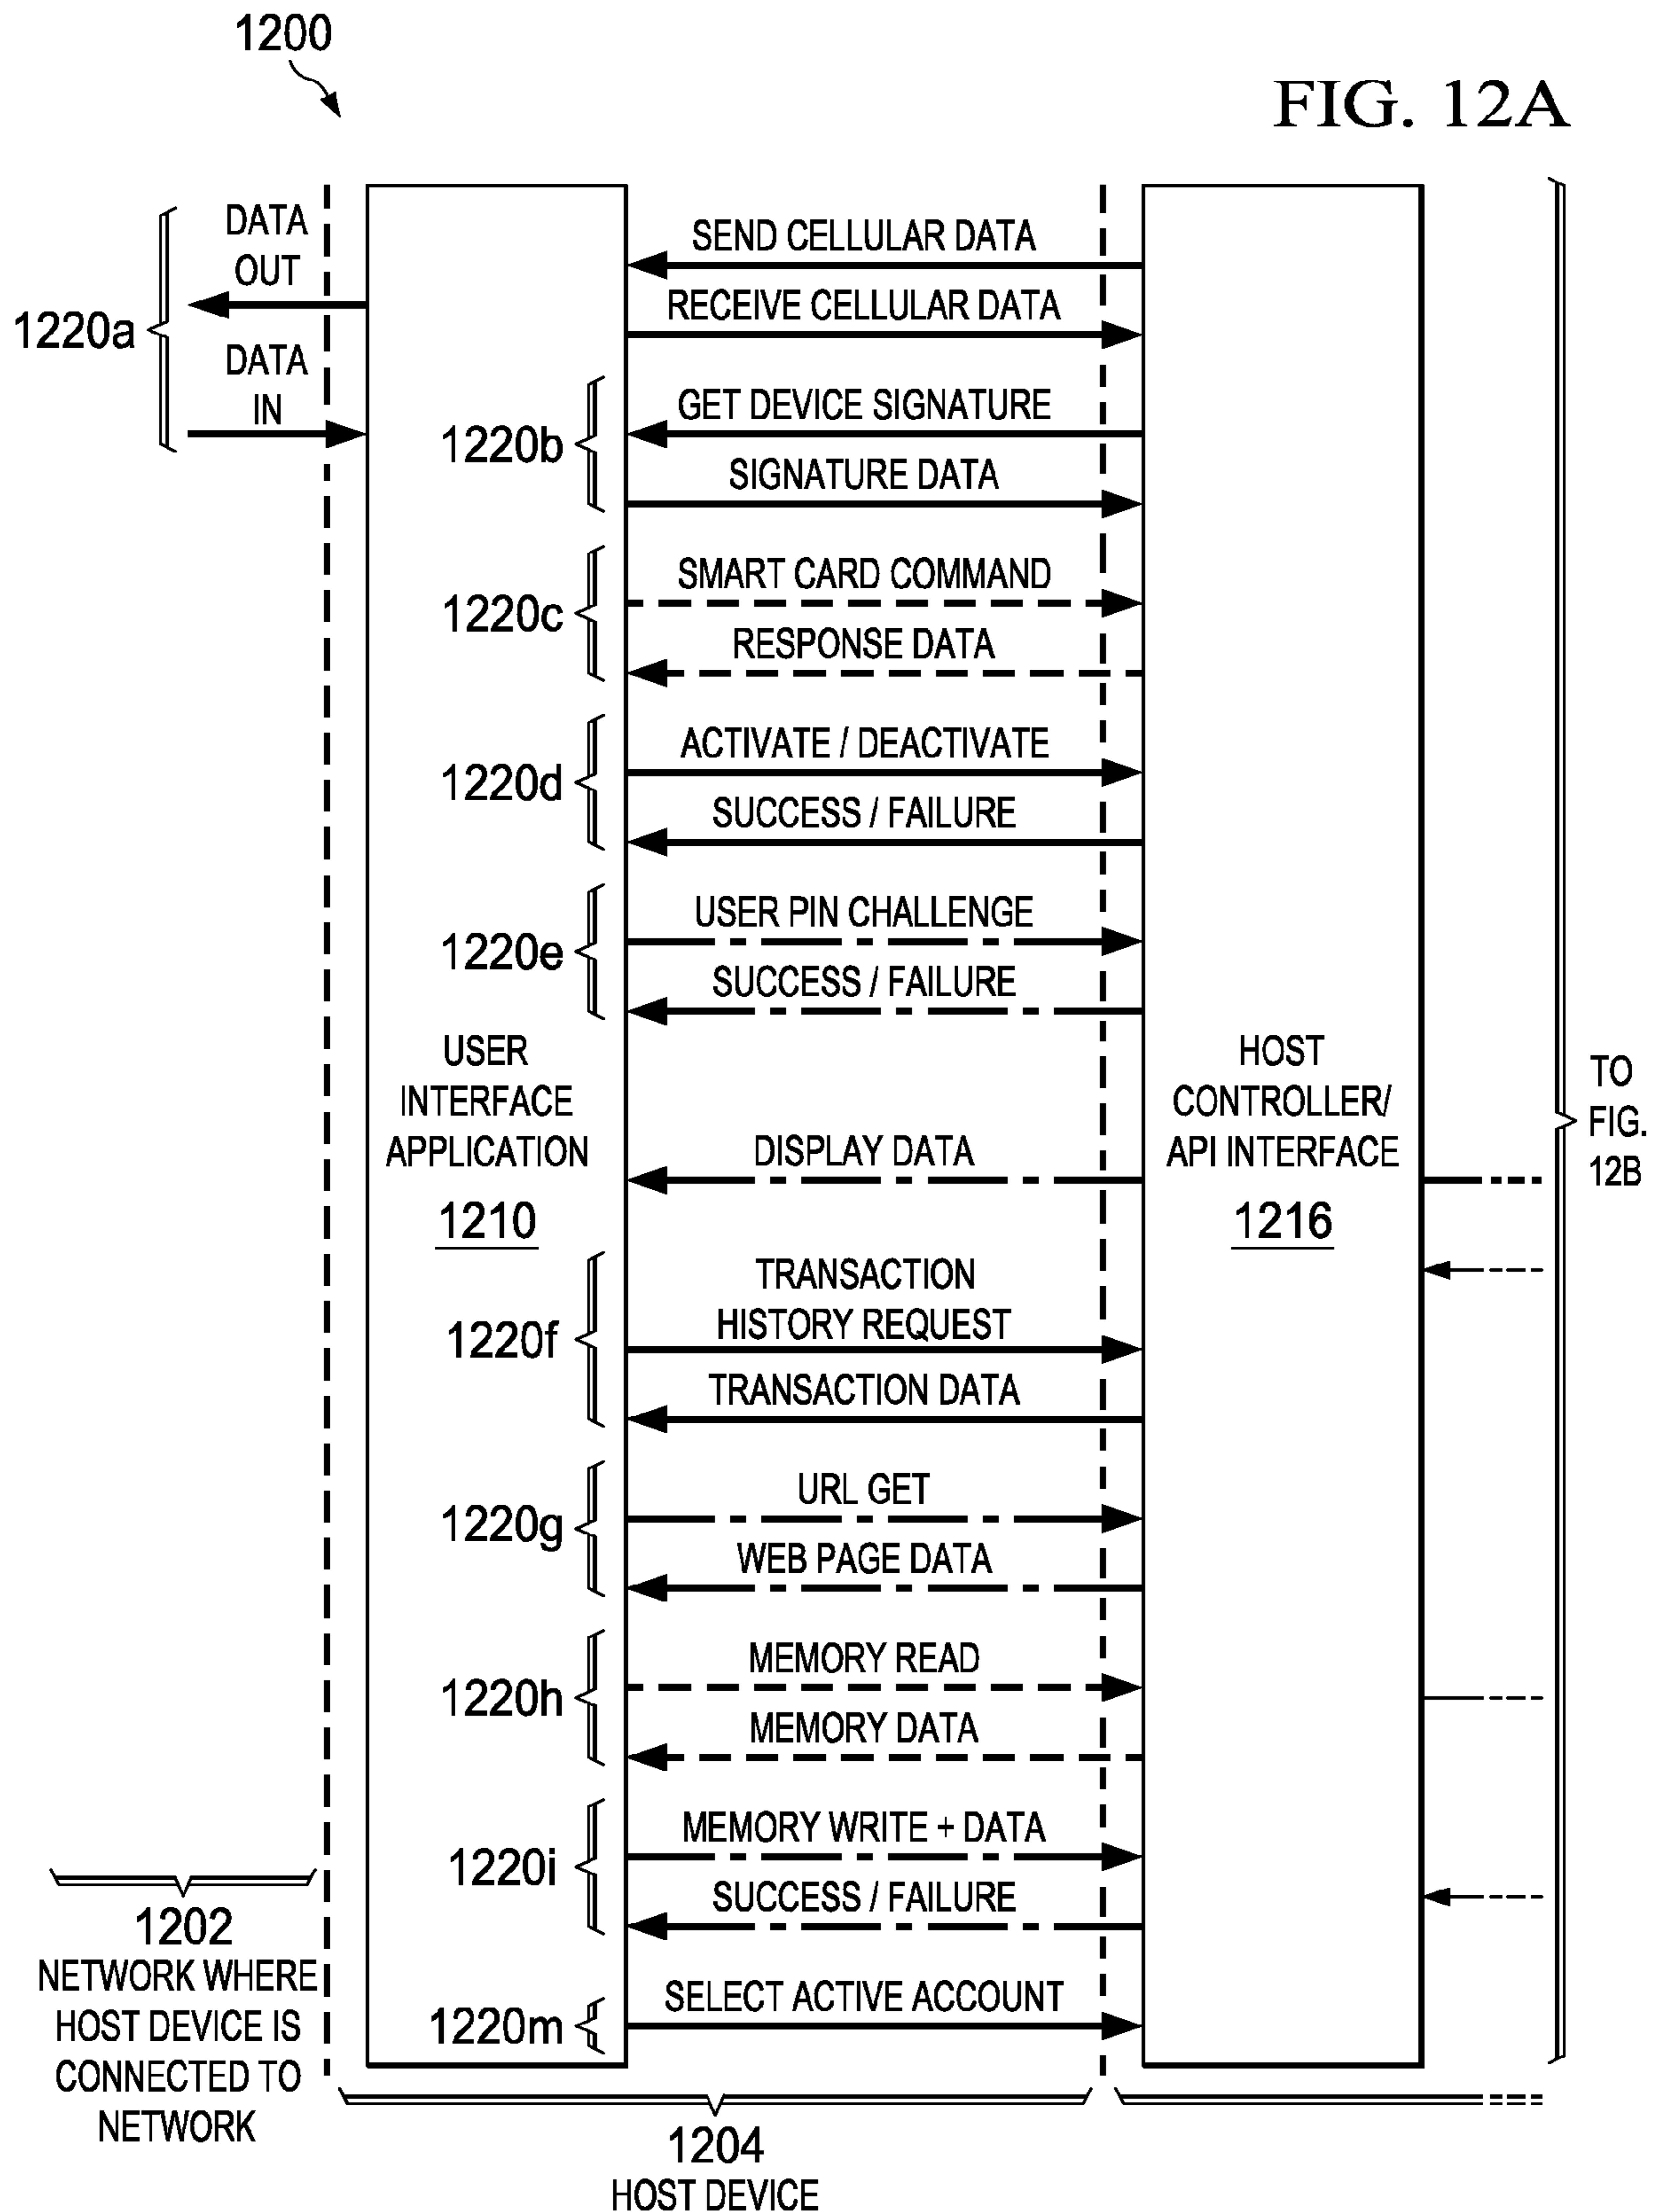 1200
FIG. 12A
DATA
OUT
1220a
DATA
IN
SEND CELLULAR DATA
RECEIVE CELLULAR DATA
1220b
GET DEVICE SIGNATURE
SIGNATURE DATA
1220c
SMART CARD COMMAND
RESPONSE DATA
1220d
ACTIVATE / DEACTIVATE
SUCCESS / FAILURE
1220e
USER PIN CHALLENGE
SUCCESS / FAILURE
USER
INTERFACE
APPLICATION
1210
DISPLAY DATA
HOST
CONTROLLER/
API INTERFACE
1216
TO
FIG.
12B
1220f
TRANSACTION
HISTORY REQUEST
TRANSACTION DATA
1220g
URL GET
WEB PAGE DATA
1220h
MEMORY READ
MEMORY DATA
1220i
MEMORY WRITE + DATA
SUCCESS / FAILURE
1220m
SELECT ACTIVE ACCOUNT
1202
NETWORK WHERE
HOST DEVICE IS
CONNECTED TO
NETWORK
1204
HOST DEVICE